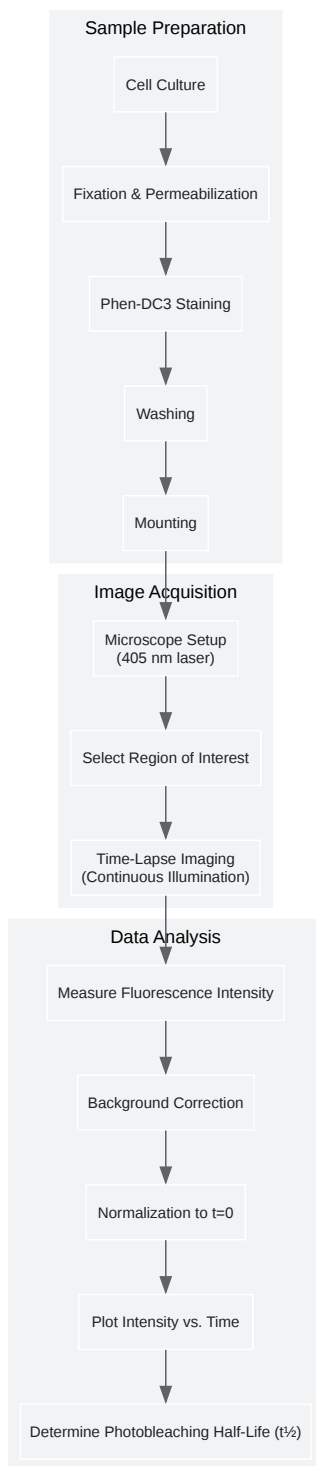 Sample Preparation
Cell Culture
Fixation & Permeabilization
Phen-DC3 Staining
Washing
Mounting
Image Acquisition
Microscope Setup
(405 nm laser)
Select Region of Interest
Time-Lapse Imaging
(Continuous Illumination)
Data Analysis
Measure Fluorescence Intensity
Background Correction
Normalization to t=0
Plot Intensity vs. Time
Determine Photobleaching Half-Life (t½)